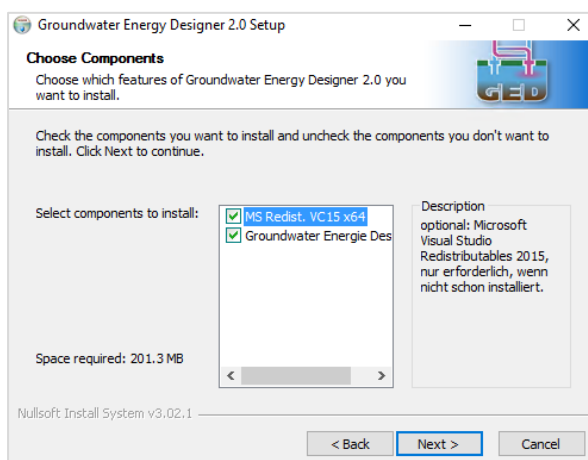 Groundwater Energy Designer 2.0 Setup
Choose Components
Choose which features of Groundwater Energy Designer 2.0 you
want to install.
GED
Check the components you want to install and uncheck the components you don't want to
install. Click Next to continue.
Select components to install:
MS Redist. VC15 x64
Groundwater Energie Des
Description
optional: Microsoft
Visual Studio
Redistributables 2015,
nur erforderlich, wenn
nicht schon installiert.
Space required: 201.3 MB
Nullsoft Install System v3.02.1
< Back
Next >
Cancel